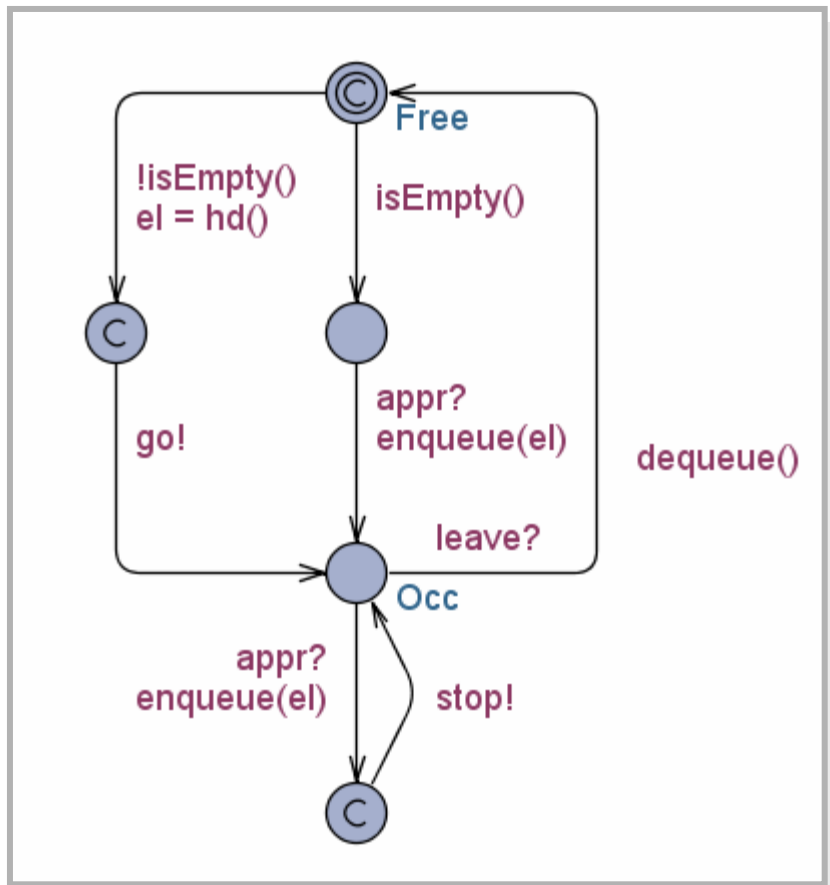 C
Free
!isEmpty()
el = hd()
isEmpty()
C
appr?
enqueue(el)
go!
dequeue()
leave?
Occ
appr?
enqueue(el)
stop!
C